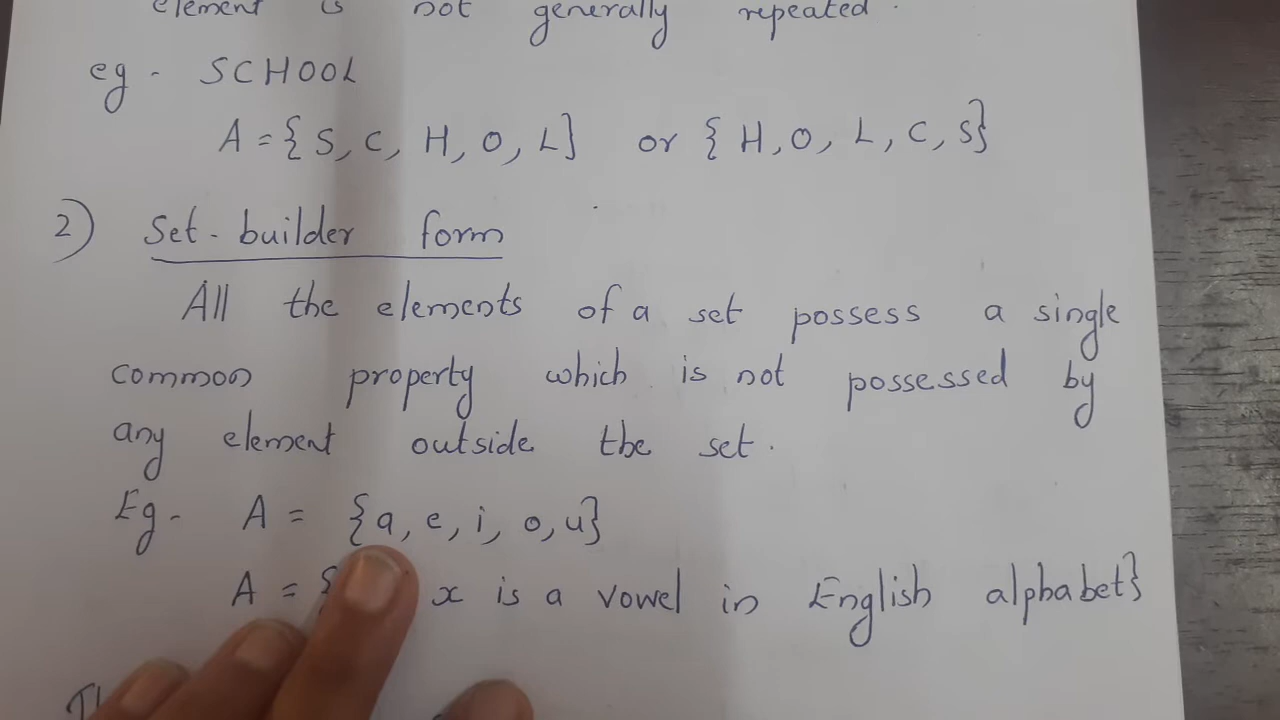 element is not generally repeated.
eg - SCHOOL
A = {S, C, H, O, L} or {H, O, L, C, S}
2) Set-builder form
All the elements of a set possess a single
common property which is not possessed by
any element outside the set.
Eg - A = {a, e, i, o, u}
A = { x is a vowel in English alphabet}